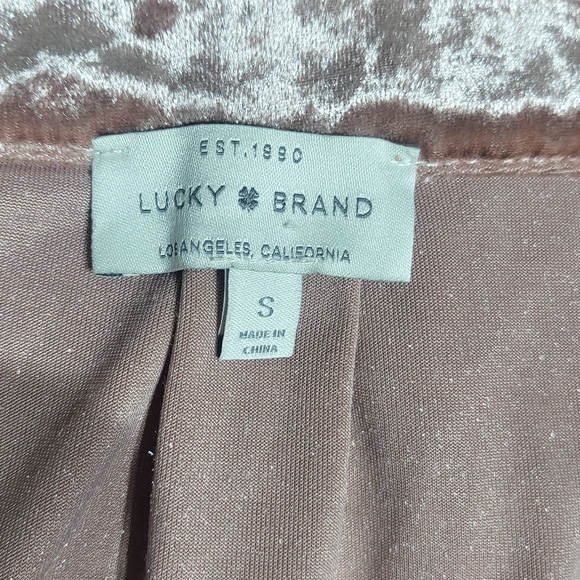 EST.1990
LUCKY BRAND
LOS ANGELES, CALIFORNIA
S
MADE IN
CHINA